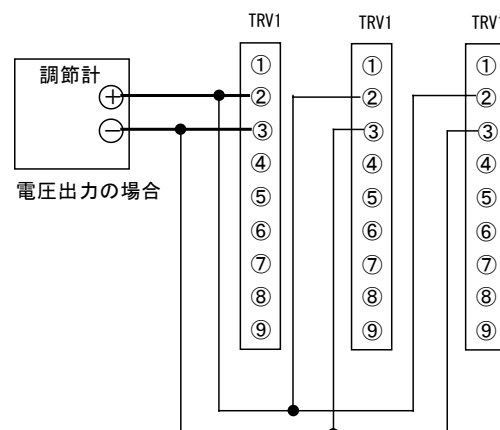 TRV1 TRV1 TRV1
調節計
+
-
電圧出力の場合
① ① ①
② ② ②
③ ③ ③
④ ④ ④
⑤ ⑤ ⑤
⑥ ⑥ ⑥
⑦ ⑦ ⑦
⑧ ⑧ ⑧
⑨ ⑨ ⑨